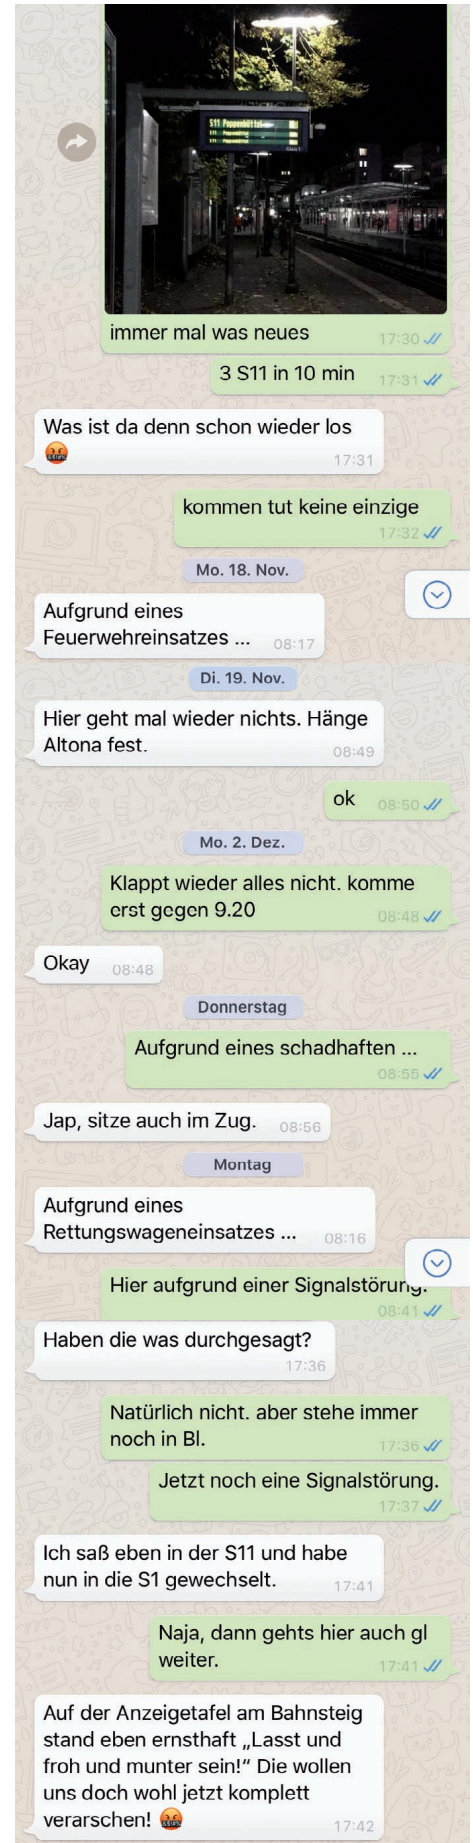 S11 Poppenbüttel
immer mal was neues
17:30
3 S11 in 10 min
17:31
Was ist da denn schon wieder los
🤬
17:31
kommen tut keine einzige
17:32
Mo. 18. Nov.
Aufgrund eines
Feuerwehreinsatzes ...
08:17
Di. 19. Nov.
Hier geht mal wieder nichts. Hänge
Altona fest.
08:49
ok
08:50
Mo. 2. Dez.
Klappt wieder alles nicht. komme
erst gegen 9.20
08:48
Okay
08:48
Donnerstag
Aufgrund eines schadhaften ...
08:55
Jap, sitze auch im Zug.
08:56
Montag
Aufgrund eines
Rettungswageneinsatzes ...
08:16
Hier aufgrund einer Signalstörung.
08:41
Haben die was durchgesagt?
17:36
Natürlich nicht. aber stehe immer
noch in Bl.
17:36
Jetzt noch eine Signalstörung.
17:37
Ich saß eben in der S11 und habe
nun in die S1 gewechselt.
17:41
Naja, dann gehts hier auch gl
weiter.
17:41
Auf der Anzeigetafel am Bahnsteig
stand eben ernsthaft „Lasst und
froh und munter sein!“ Die wollen
uns doch wohl jetzt komplett
verarschen! 🤬
17:42